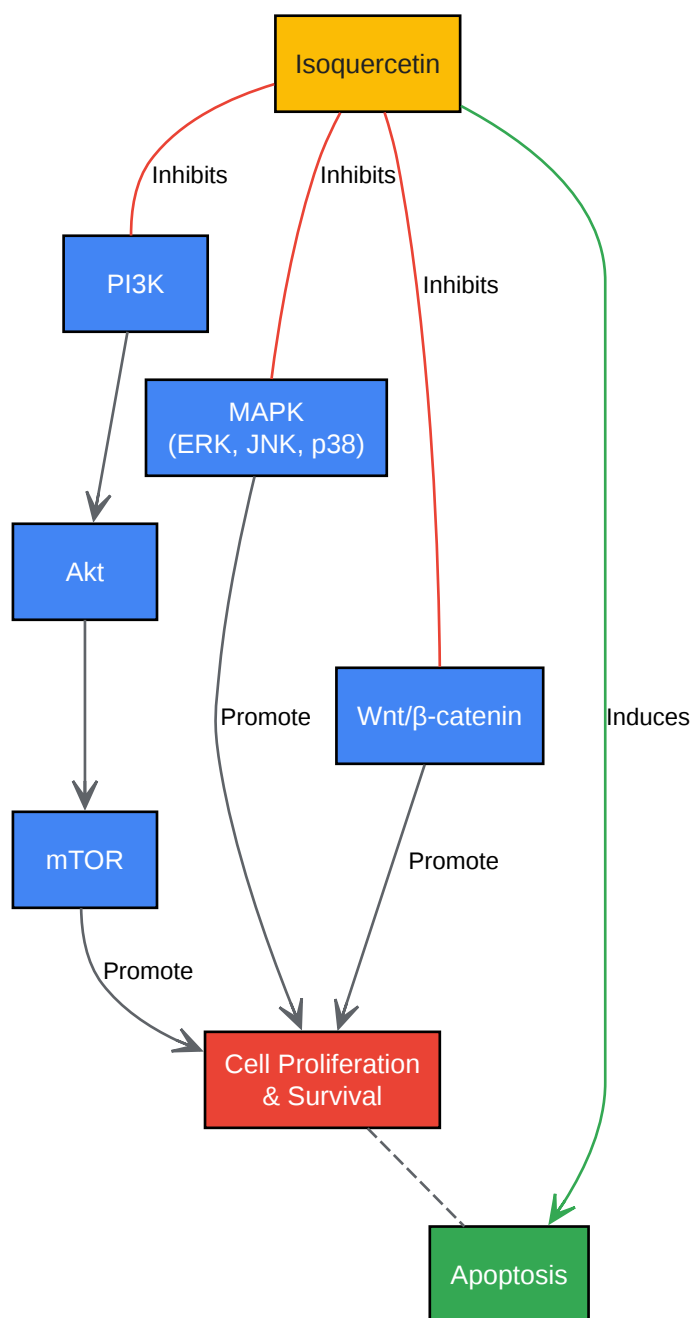 Isoquercetin
Inhibits
Inhibits
Inhibits
PI3K
MAPK
(ERK, JNK, p38)
Akt
Promote
Wnt/β-catenin
Induces
mTOR
Promote
Promote
Cell Proliferation
& Survival
Apoptosis